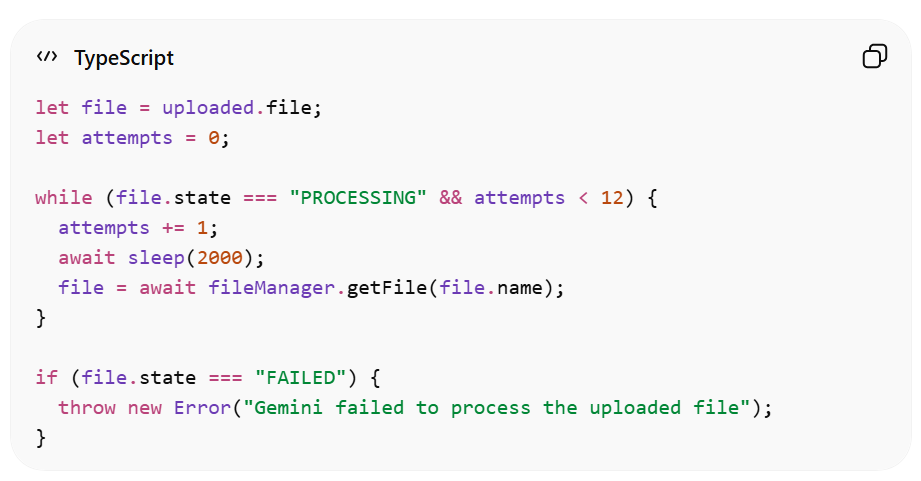 TypeScript
let file = uploaded.file;
let attempts = 0;
while (file.state === "PROCESSING" && attempts < 12) {
  attempts += 1;
  await sleep(2000);
  file = await fileManager.getFile(file.name);
}
if (file.state === "FAILED") {
  throw new Error("Gemini failed to process the uploaded file");
}